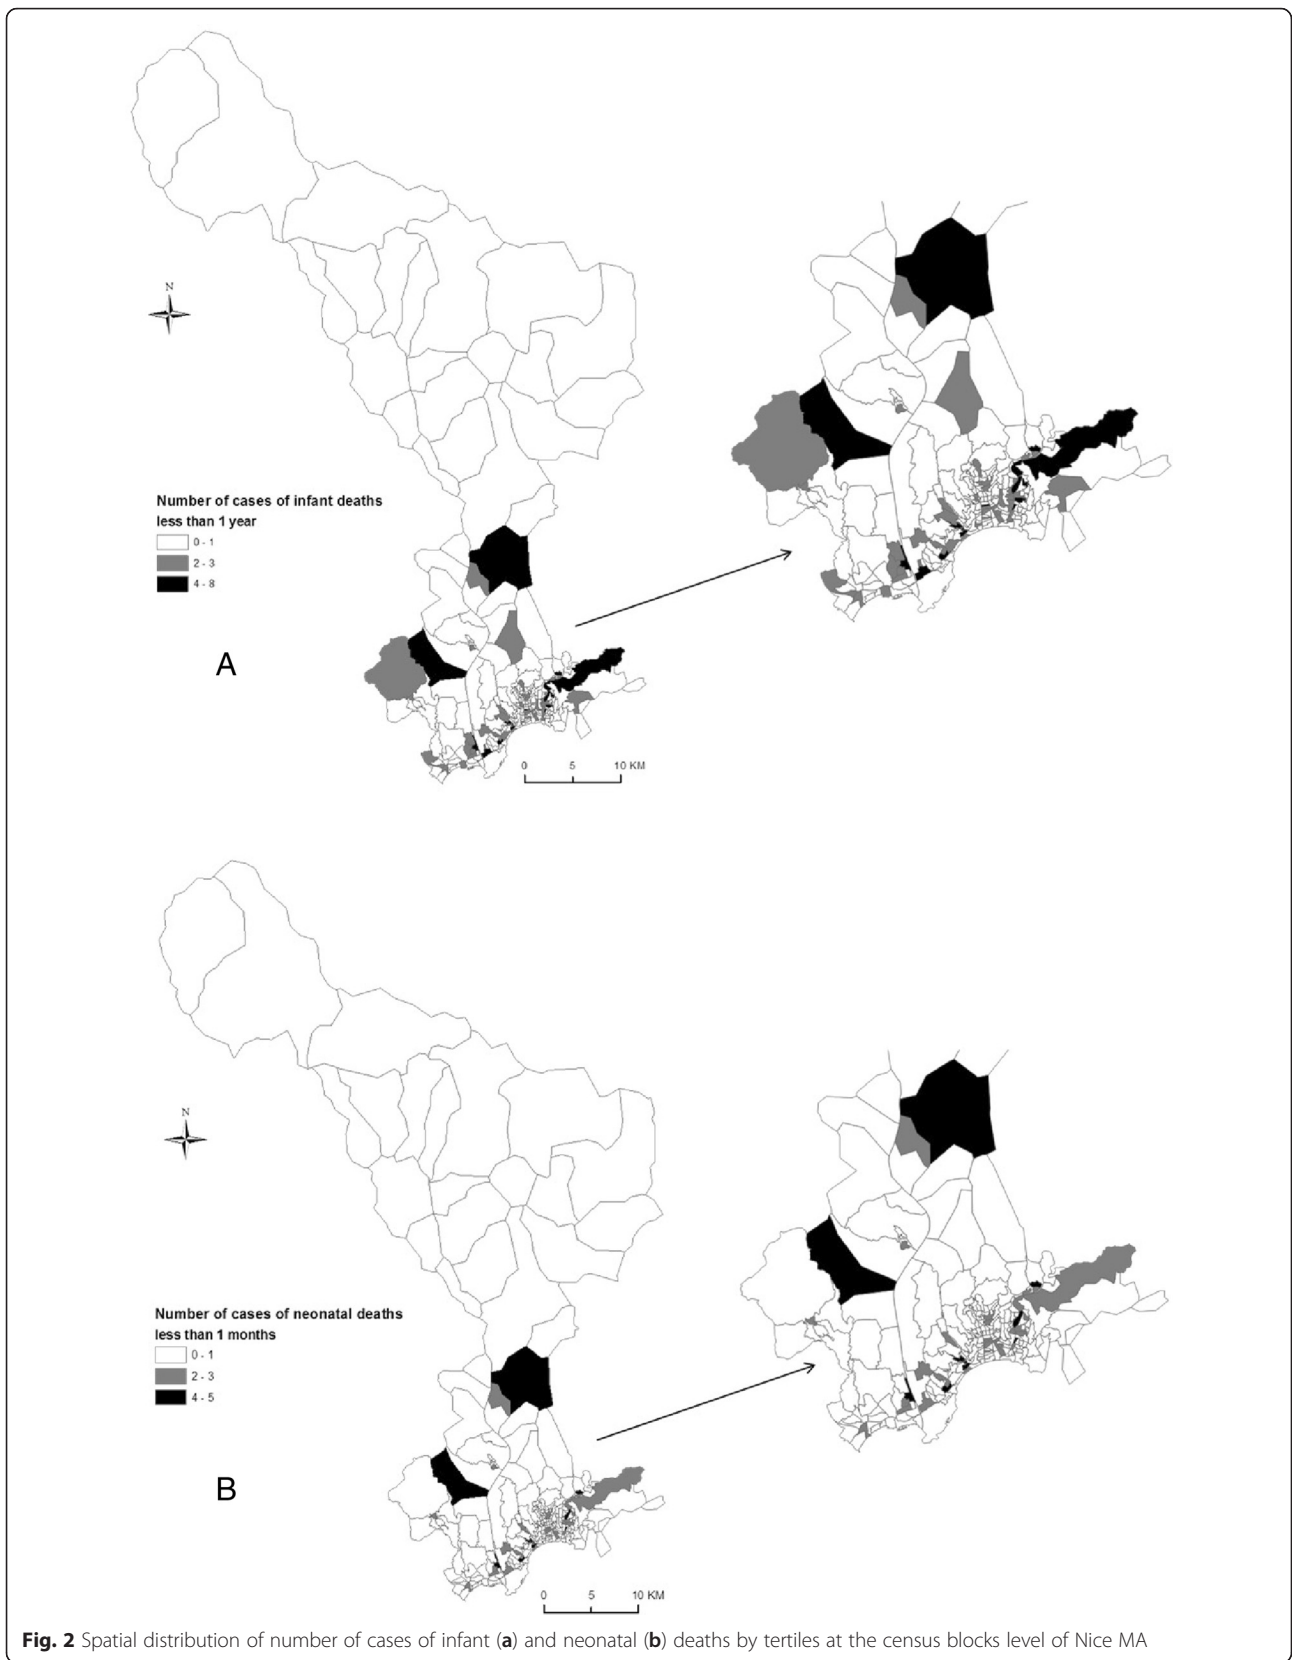 N
Number of cases of infant deaths
less than 1 year
0 - 1
2 - 3
4 - 8
A
0 5 10 KM
N
Number of cases of neonatal deaths
less than 1 months
0 - 1
2 - 3
4 - 5
B
0 5 10 KM
Fig. 2 Spatial distribution of number of cases of infant (a) and neonatal (b) deaths by tertiles at the census blocks level of Nice MA